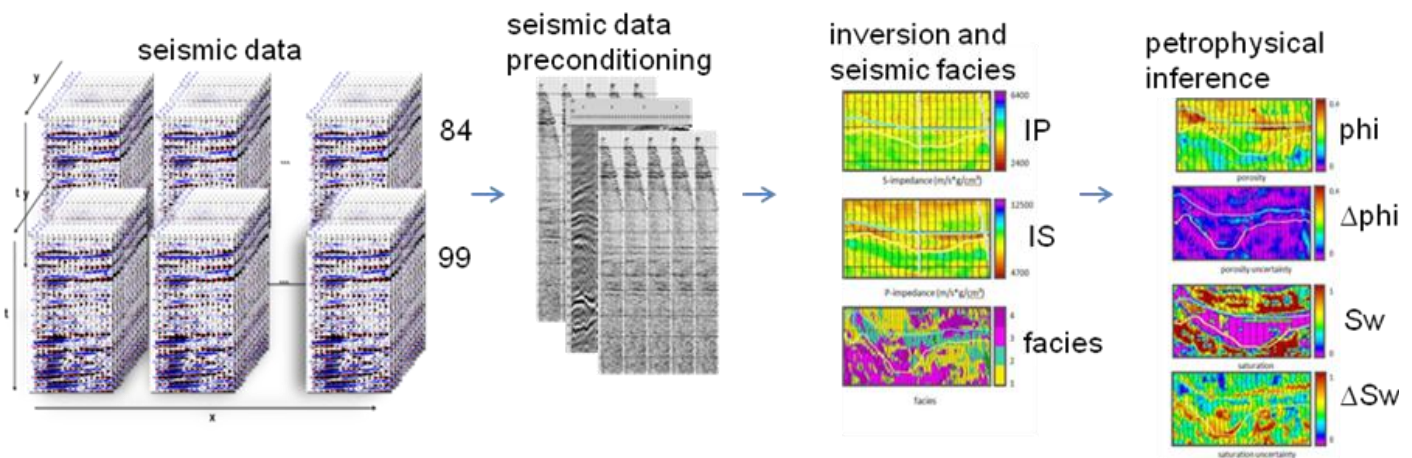 seismic data
y
t y
t
...
x
84
99
seismic data
preconditioning
inversion and
seismic facies
6400
2400
IP
S-impedance (m/s*g/cm³)
12500
4700
IS
P-impedance (m/s*g/cm³)
4
3
2
1
facies
facies
petrophysical
inference
0.4
0
phi
porosity
0.4
0
Δphi
porosity uncertainty
1
0
Sw
saturation
1
0
ΔSw
saturation uncertainty